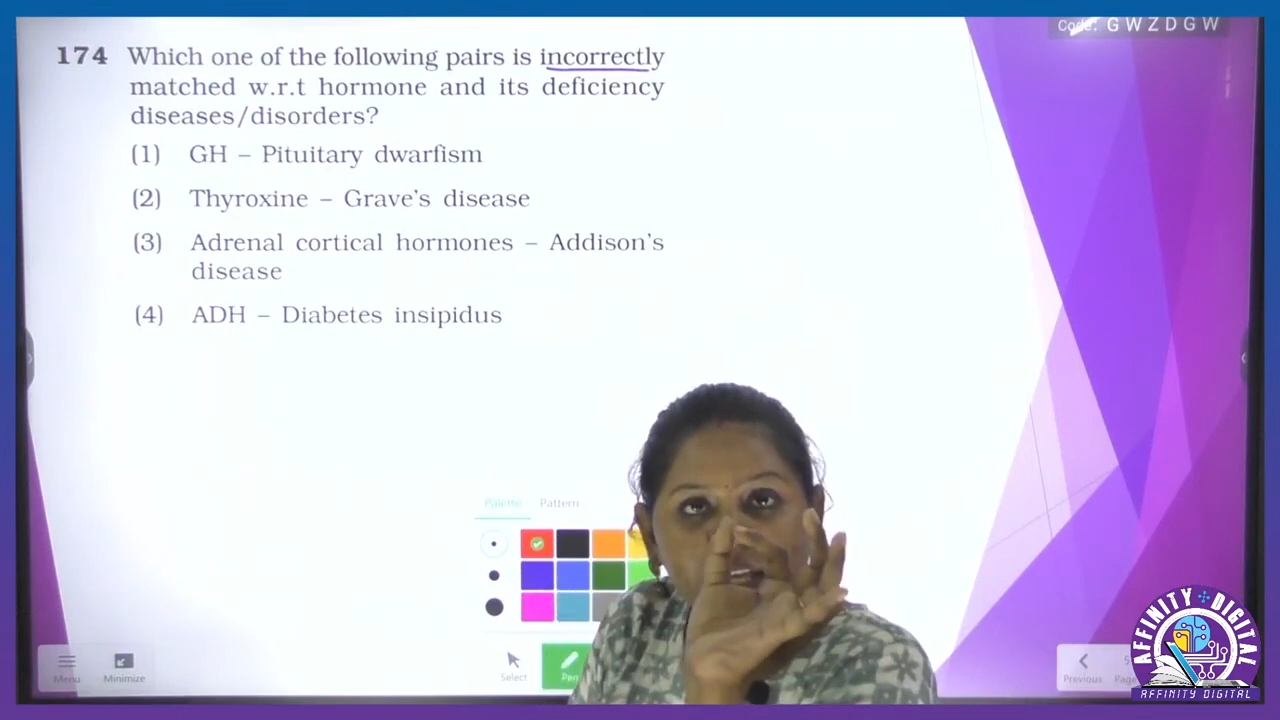 Code: G W Z D G W
174 Which one of the following pairs is incorrectly
matched w.r.t hormone and its deficiency
diseases/disorders?
(1) GH – Pituitary dwarfism
(2) Thyroxine – Grave's disease
(3) Adrenal cortical hormones – Addison's
disease
(4) ADH – Diabetes insipidus
Palette Pattern
Menu
Minimize
Select
Pen
Previous
AFFINITY DIGITAL
AFFINITY DIGITAL